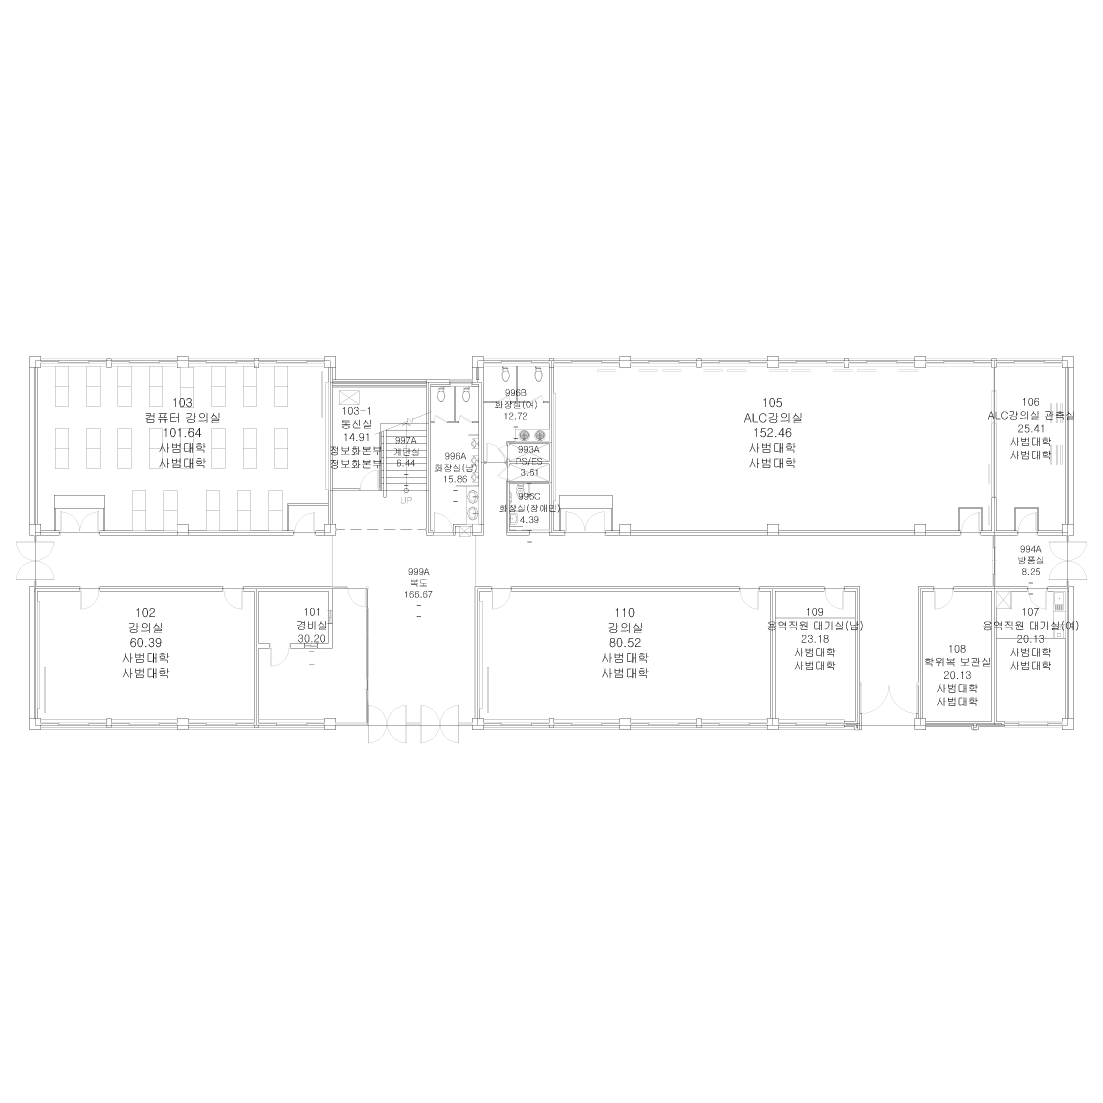 103
컴퓨터 강의실
101.64
사범대학
사범대학
103-1
통신실
14.91
정보화본부
정보화본부
997A
계단실
6.44
UP
996A
화장실(남)
15.86
996B
화장실(여)
12.72
993A
PS/ES
3.61
996C
화장실(장애인)
4.39
105
ALC강의실
152.46
사범대학
사범대학
106
ALC강의실 관측실
25.41
사범대학
사범대학
999A
복도
166.67
994A
방풍실
8.25
102
강의실
60.39
사범대학
사범대학
101
경비실
30.20
110
강의실
80.52
사범대학
사범대학
109
용역직원 대기실(남)
23.18
사범대학
사범대학
108
학위복 보관실
20.13
사범대학
사범대학
107
용역직원 대기실(여)
20.13
사범대학
사범대학